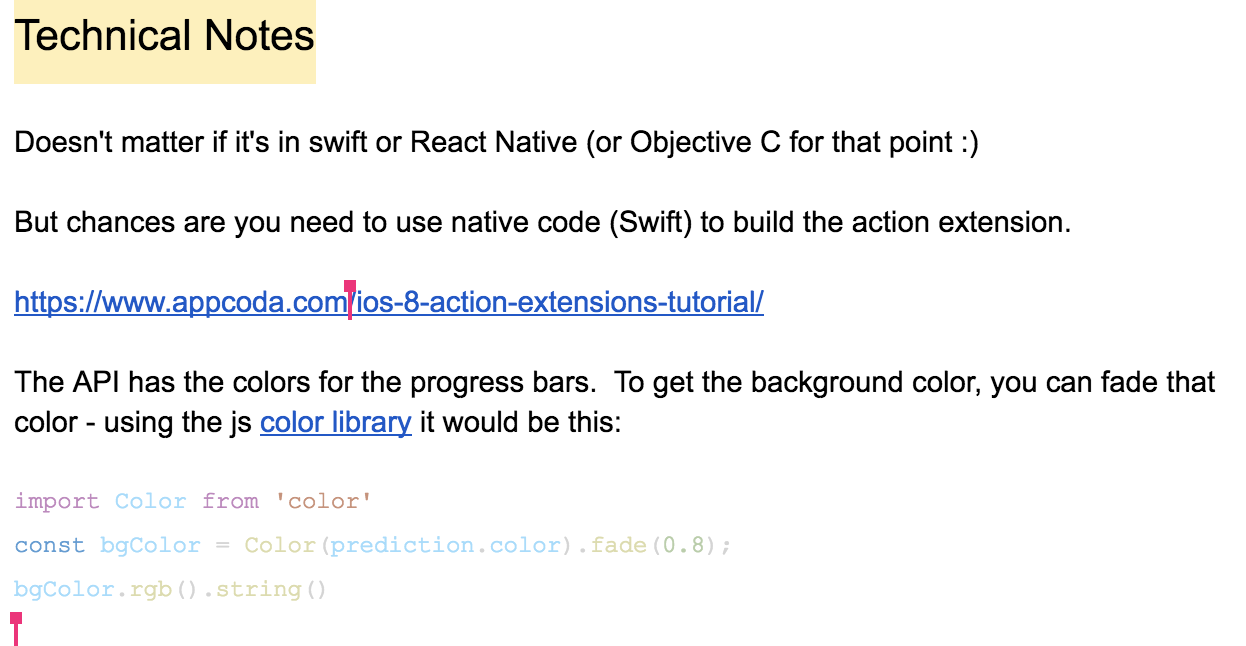 Technical Notes
Doesn't matter if it's in swift or React Native (or Objective C for that point :)
But chances are you need to use native code (Swift) to build the action extension.
https://www.appcoda.com/ios-8-action-extensions-tutorial/
The API has the colors for the progress bars.  To get the background color, you can fade that
color - using the js color library it would be this:
import Color from 'color'
const bgColor = Color(prediction.color).fade(0.8);
bgColor.rgb().string()